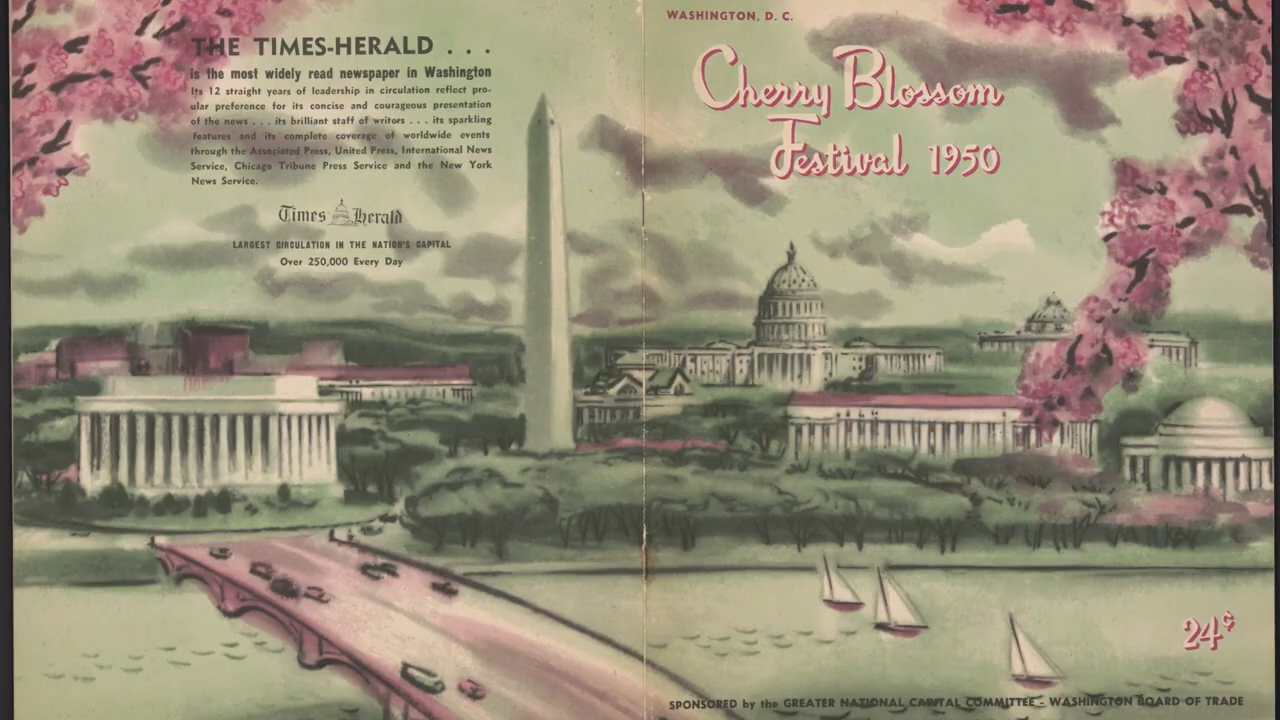 THE TIMES-HERALD . . .
is the most widely read newspaper in Washington
Its 12 straight years of leadership in circulation reflect pro-
ular preference for its concise and courageous presentation
of the news . . . its brilliant staff of writors . . . its sparkling
features and its complete coverage of worldwide events
through the Associated Press, United Press, International News
Service, Chicago Tribune Press Service and the New York
News Service.
Times Herald
LARGEST CIRCULATION IN THE NATION'S CAPITAL
Over 250,000 Every Day
WASHINGTON, D. C.
Cherry Blossom
Festival 1950
24¢
SPONSORED by the GREATER NATIONAL CAPITAL COMMITTEE - WASHINGTON BOARD OF TRADE